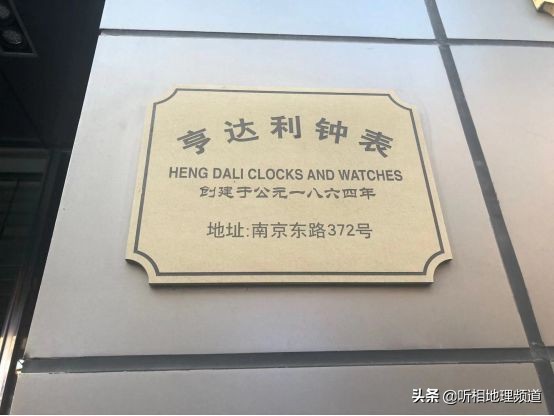 亨达利钟表
HENG DALI CLOCKS AND WATCHES
创建于公元一八六四年
地址:南京东路372号
头条 @听相地理频道